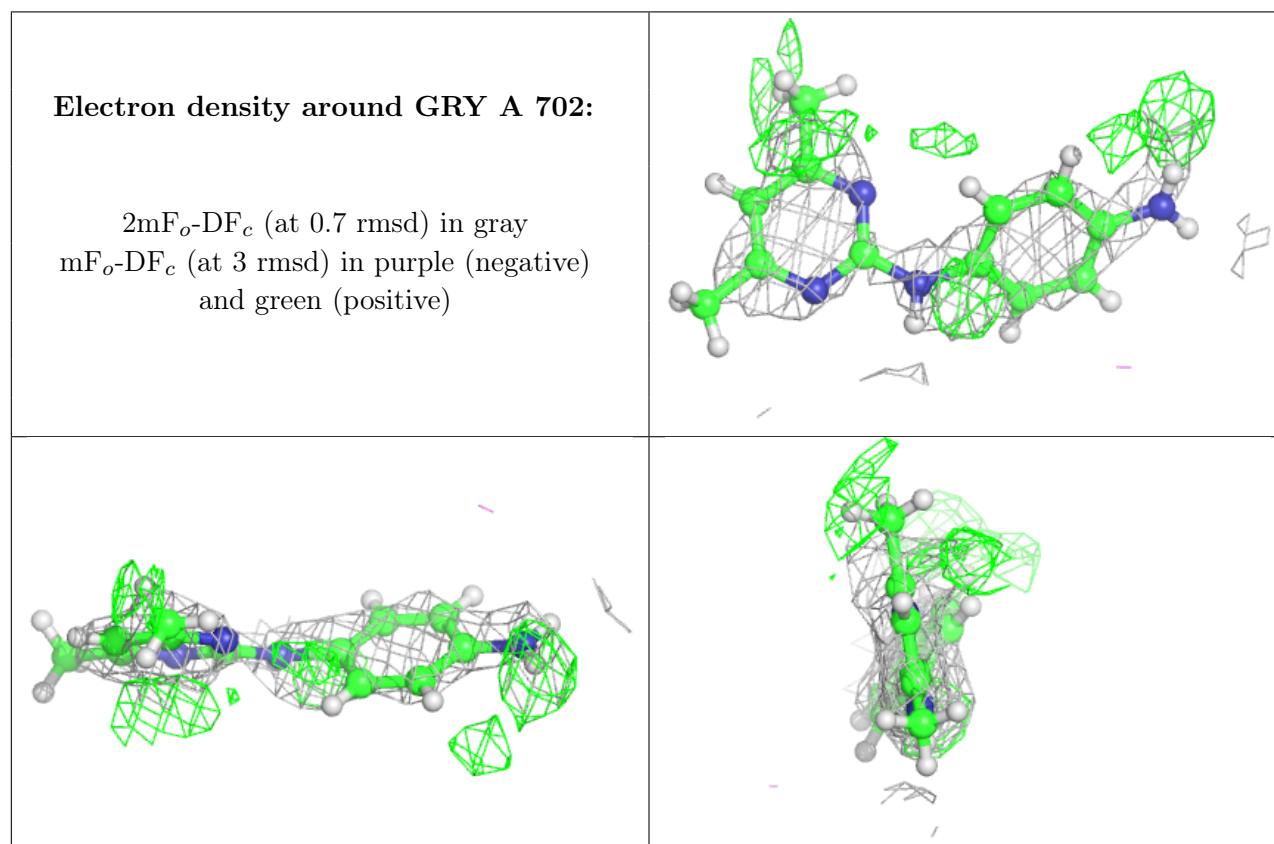 Electron density around GRY A 702:
2mFo-DFc (at 0.7 rmsd) in gray
mFo-DFc (at 3 rmsd) in purple (negative)
and green (positive)